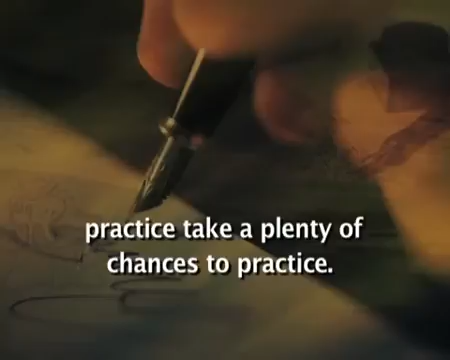 practice take a plenty of
chances to practice.